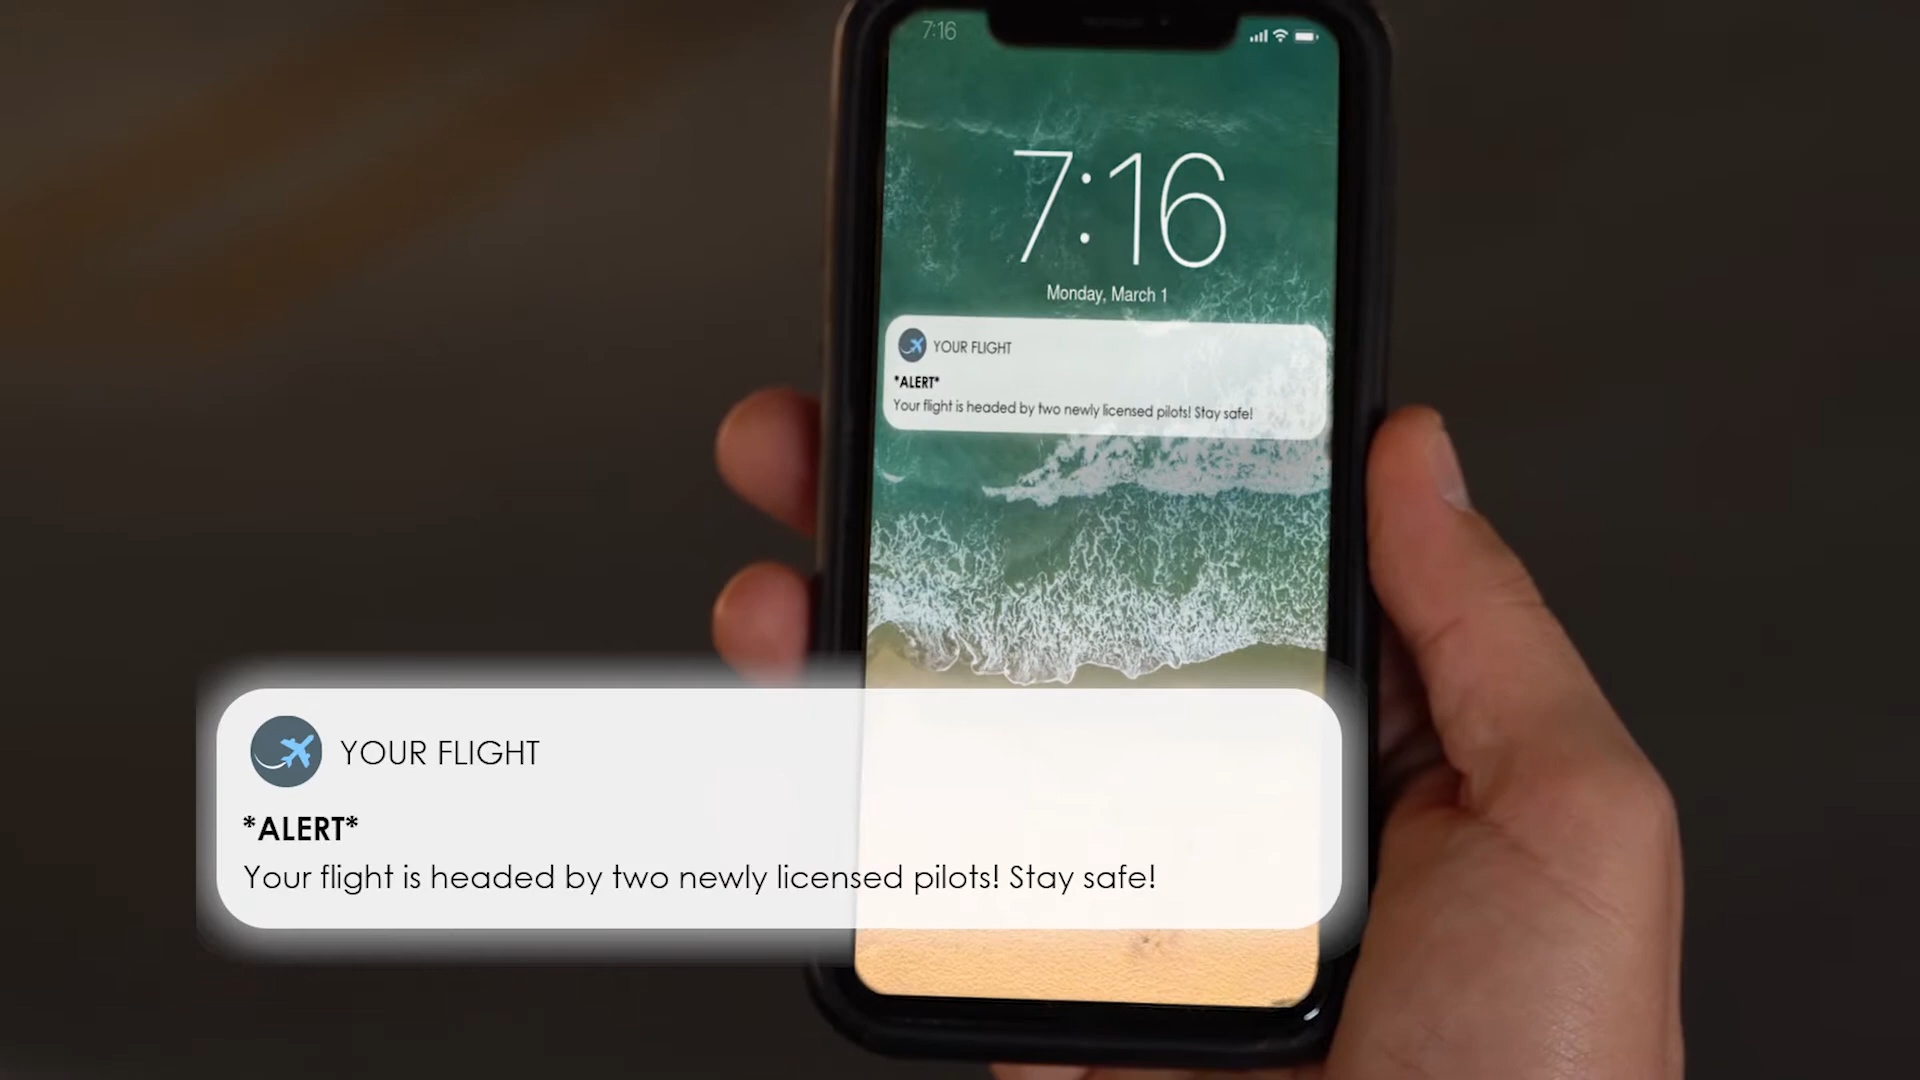 7:16
7:16
Monday, March 1
YOUR FLIGHT
*ALERT*
Your flight is headed by two newly licensed pilots! Stay safe!
YOUR FLIGHT
*ALERT*
Your flight is headed by two newly licensed pilots! Stay safe!